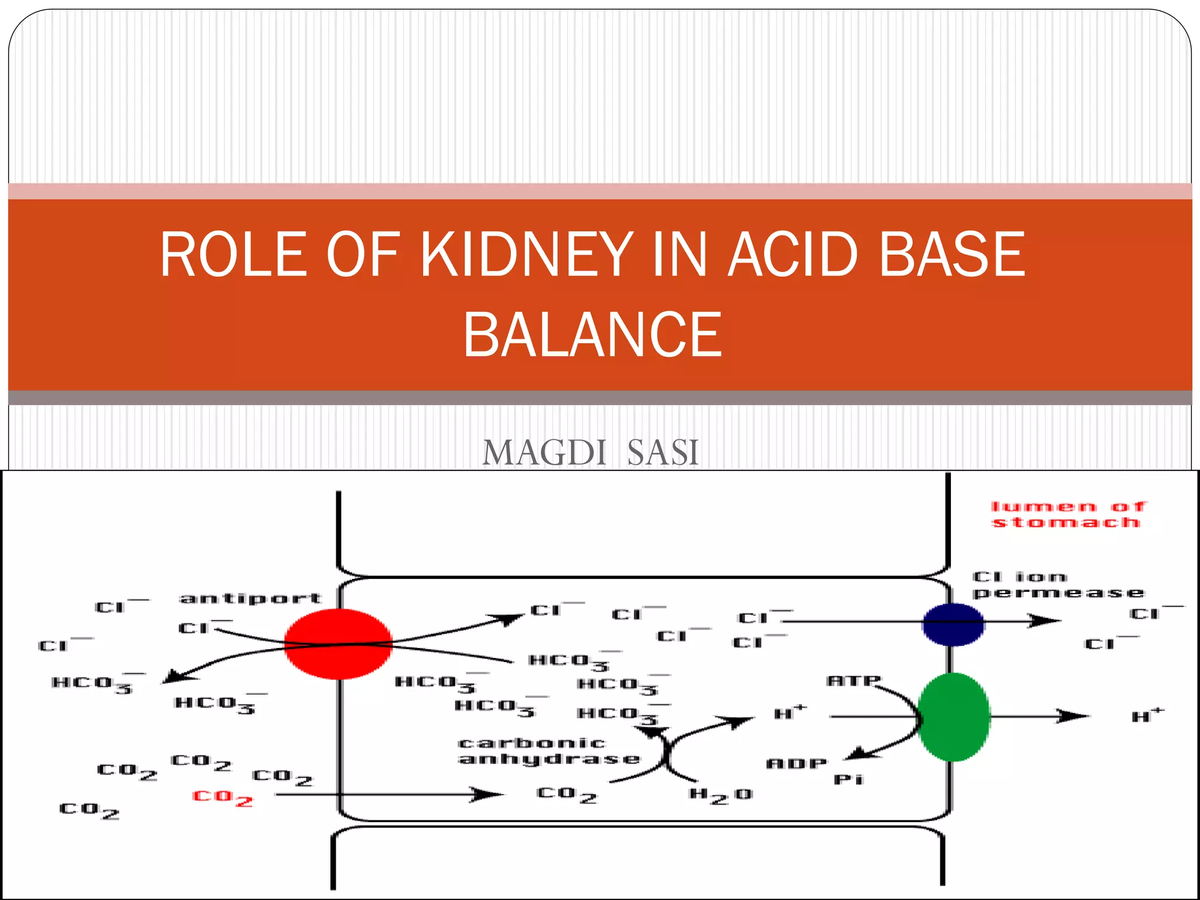 ROLE OF KIDNEY IN ACID BASE
BALANCE
MAGDI SASI
lumen of
stomach
Cl ion
permease
antiport
Cl⁻
Cl⁻
Cl⁻
Cl⁻
Cl⁻
Cl⁻
Cl⁻
Cl⁻
Cl⁻
Cl⁻
HCO₃⁻
HCO₃⁻
HCO₃⁻
HCO₃⁻
HCO₃⁻
HCO₃⁻
HCO₃⁻
ATP
H⁺
H⁺
carbonic
anhydrase
ADP
Pi
CO₂
CO₂
CO₂
CO₂
CO₂
CO₂
H₂O